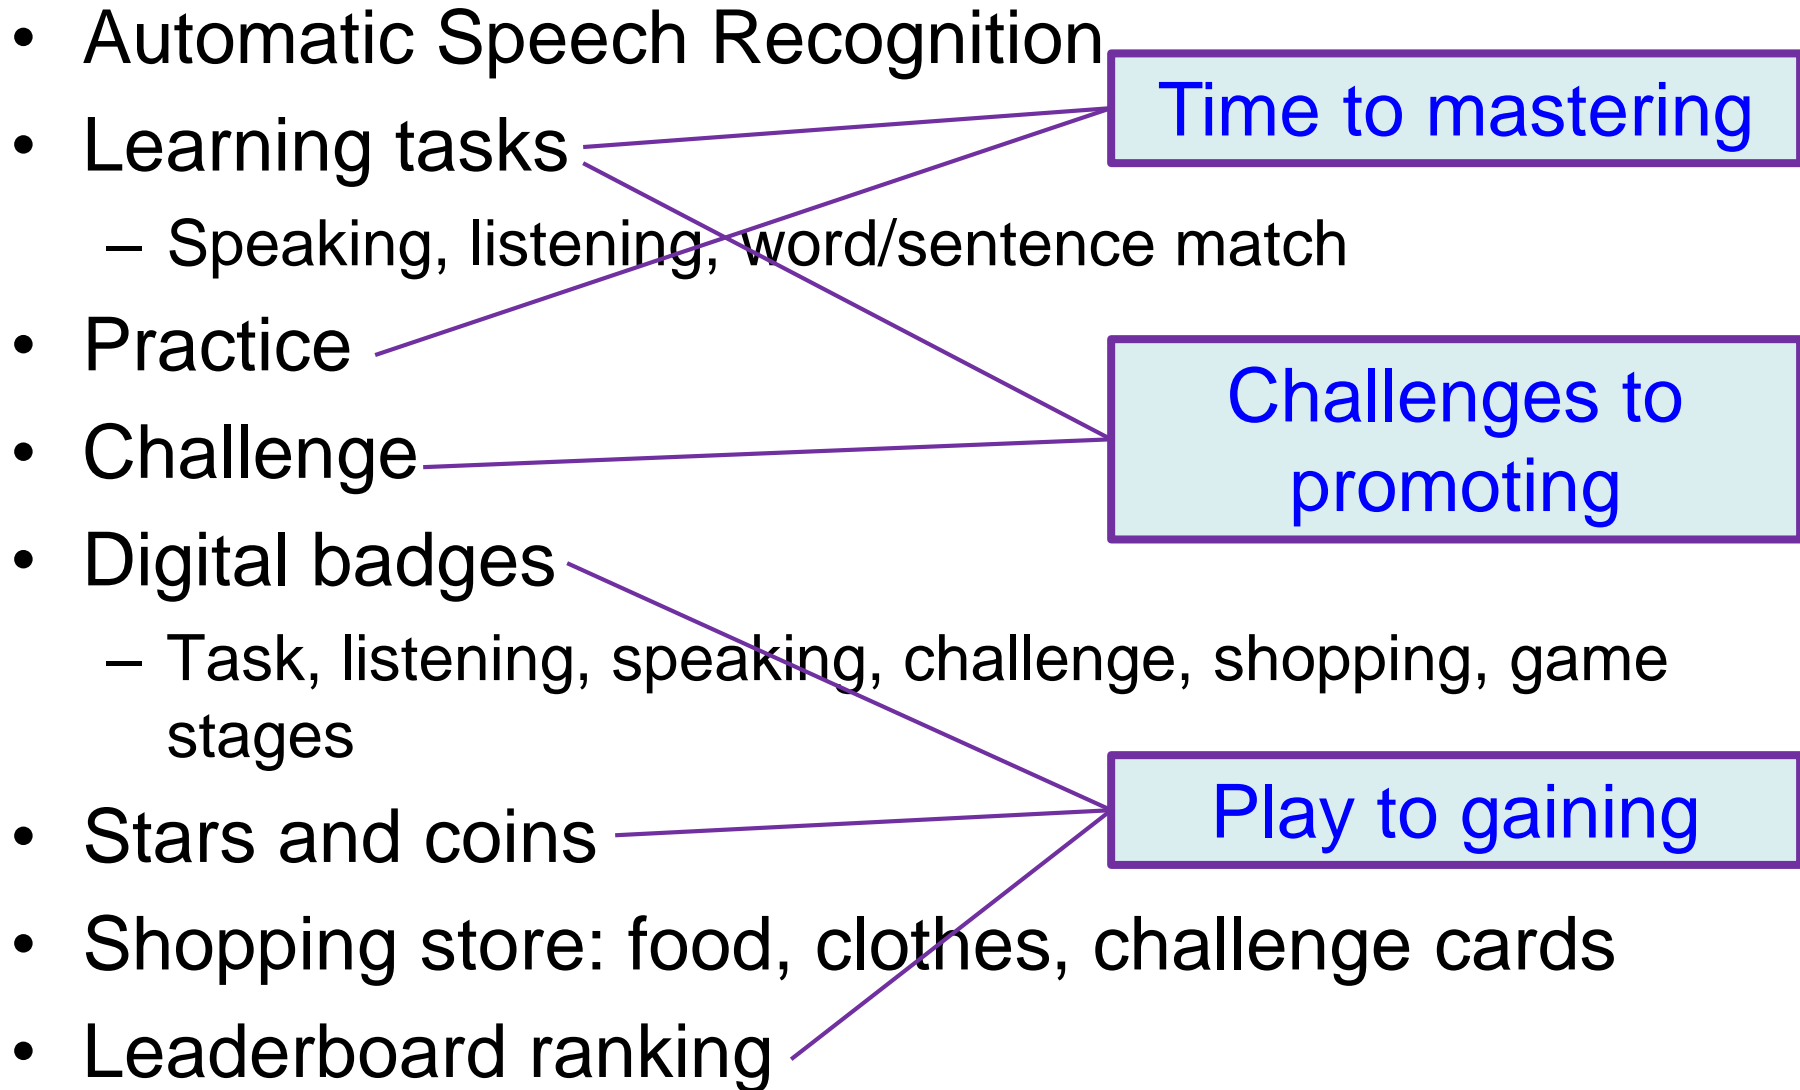 • Automatic Speech Recognition
• Learning tasks
– Speaking, listening, word/sentence match
• Practice
• Challenge
• Digital badges
– Task, listening, speaking, challenge, shopping, game
stages
• Stars and coins
• Shopping store: food, clothes, challenge cards
• Leaderboard ranking
Time to mastering
Challenges to
promoting
Play to gaining